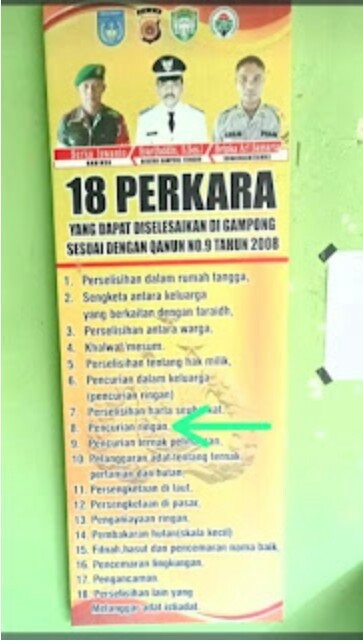 BABINSA
18 PERKARA
YANG DAPAT DISELESAIKAN DI GAMPONG
SESUAI DENGAN QANUN NO.9 TAHUN 2008
1. Perselisihan dalam rumah tangga,
2. Sengketa antara keluarga
yang berkaitan dengan faraidh,
3. Perselisihan antara warga,
4. Khalwat/mesum.
5 Perselisihan tentang hak milik,
6. Pencurian dalam keluarga
(pencurian ringan)
7. Perselisihan harta
8. Pencurian ringan.
9. Pencurian ternak
10. Pelanggaran adat tentang ternak
pertanian dan hutan.
11. Persengketaan di laut.
12. Persengketaan di pasar.
13. Penganiayaan ringan.
14. Pembakaran hutan(skala kecil)
15. Fitnah,hasut dan pencemaran nama baik.
16. Pencemaran lingkungan.
17. Pengancaman.
18. Perselisihan lain yang
Melanggar adat istiadat.